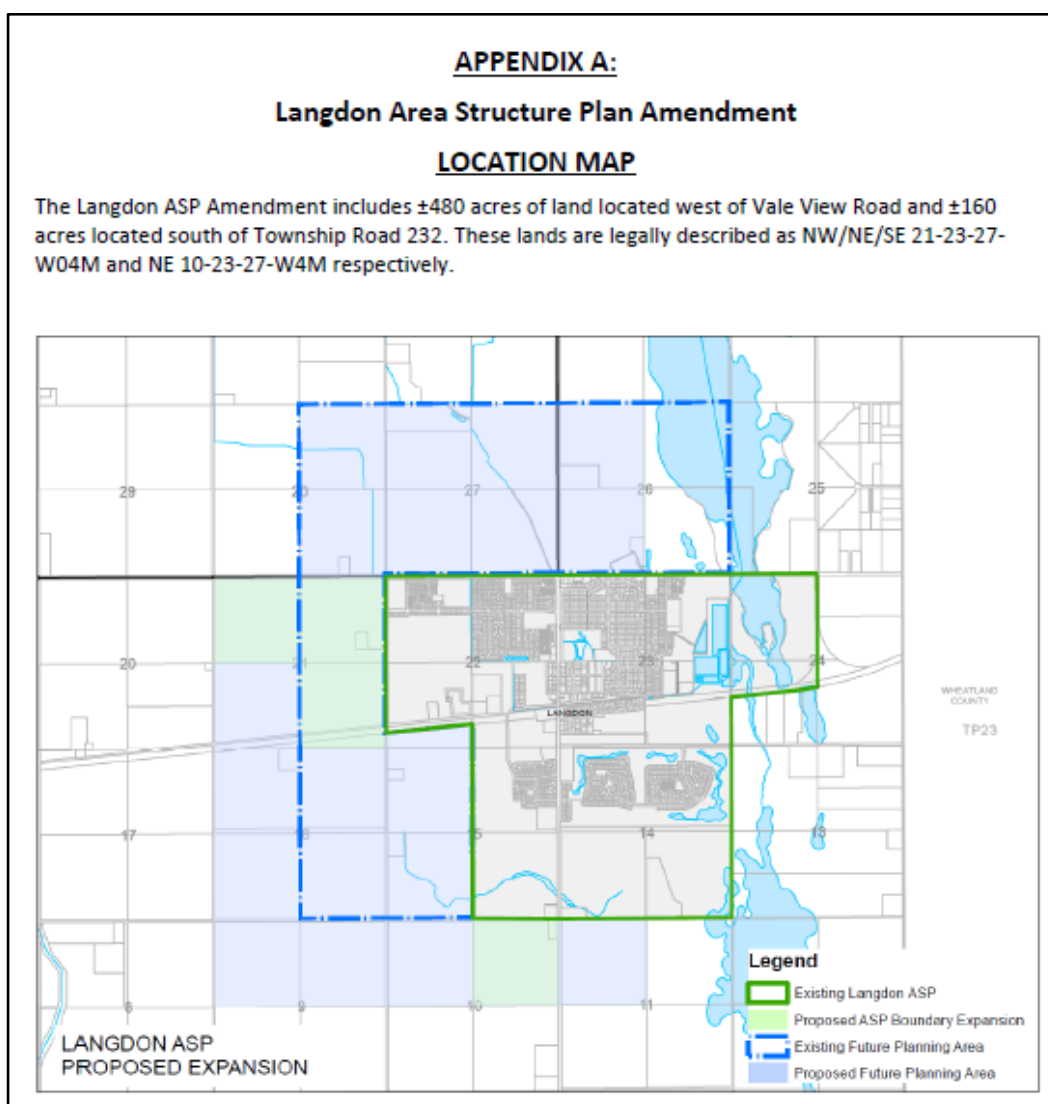 APPENDIX A:
Langdon Area Structure Plan Amendment
LOCATION MAP
The Langdon ASP Amendment includes ±480 acres of land located west of Vale View Road and ±160
acres located south of Township Road 232. These lands are legally described as NW/NE/SE 21-23-27-
W04M and NE 10-23-27-W4M respectively.
29
27
26
25
20
21
22
23
24
LANGDON
WHEATLAND
COUNTY
TP23
17
14
13
9
10
11
LANGDON ASP
PROPOSED EXPANSION
Legend
Existing Langdon ASP
Proposed ASP Boundary Expansion
Existing Future Planning Area
Proposed Future Planning Area